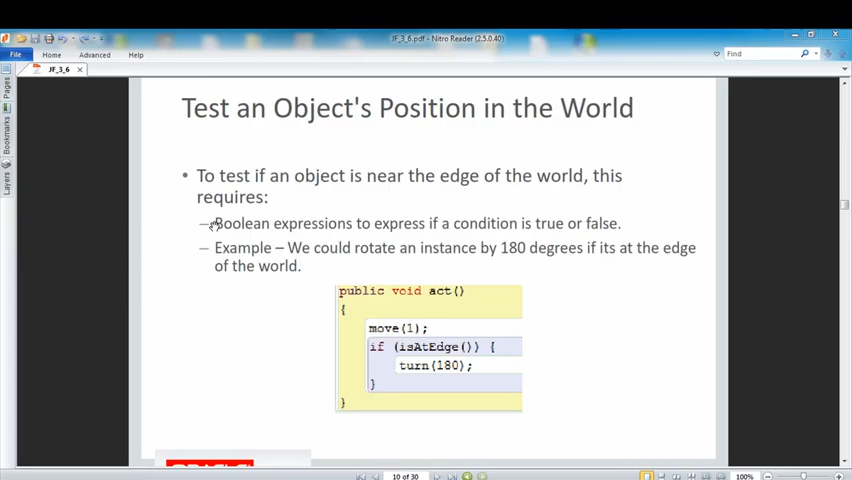 JF_3_6.pdf - Nitro Reader (2.5.0.40)
File Home Advanced Help Find
JF_3_6
Pages
Bookmarks
Layers
Test an Object's Position in the World
• To test if an object is near the edge of the world, this
requires:
– Boolean expressions to express if a condition is true or false.
– Example – We could rotate an instance by 180 degrees if its at the edge
of the world.
public void act()
{
move(1);
if (isAtEdge()) {
turn(180);
}
}
10 of 30 100%